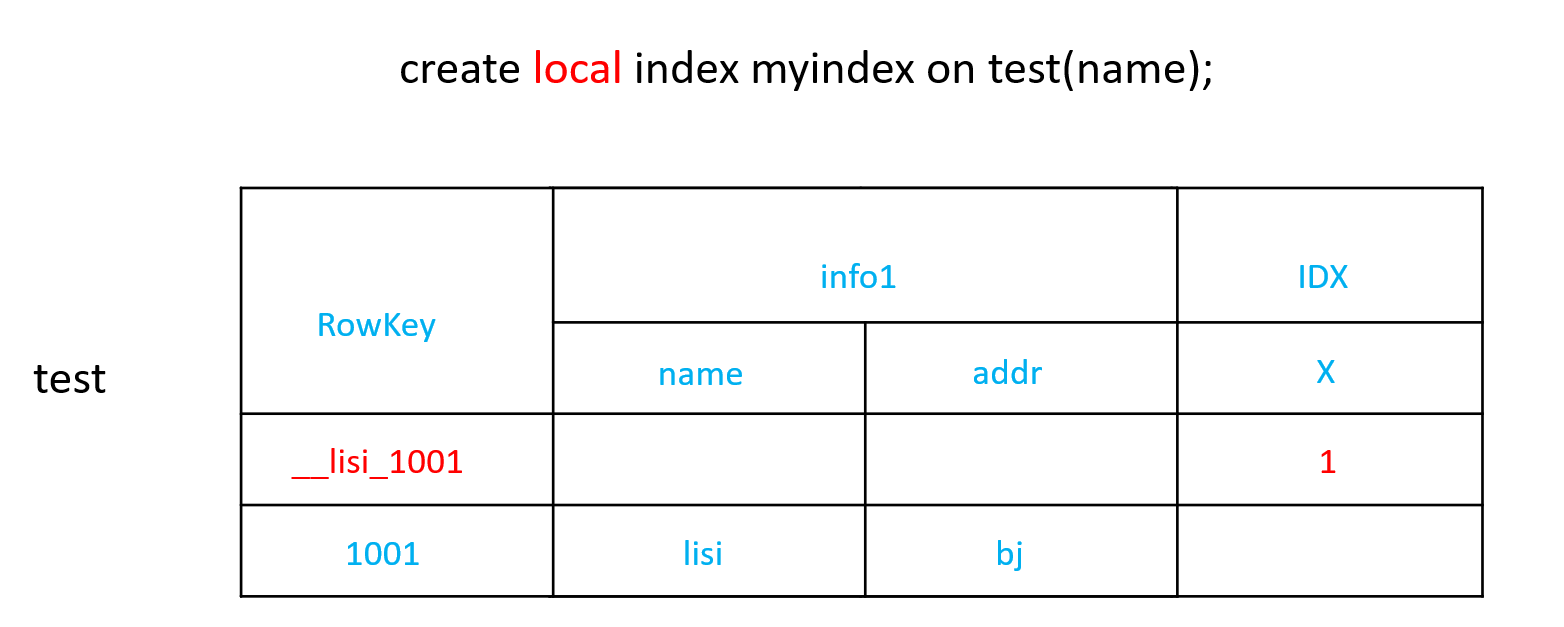 create local index myindex on test(name);
info1 IDX
RowKey
name addr X
test
__lisi_1001 1
1001 lisi bj